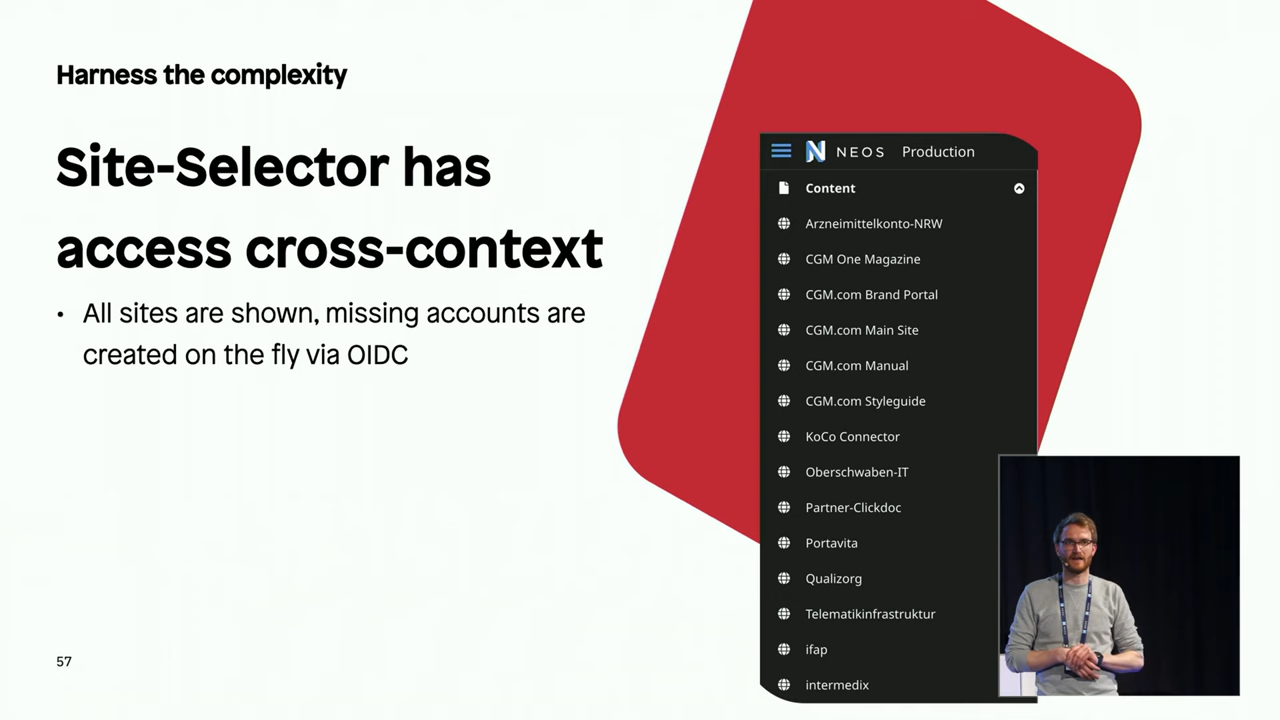 Harness the complexity
Site-Selector has
access cross-context
• All sites are shown, missing accounts are
created on the fly via OIDC
57
NEOS Production
Content
Arzneimittelkonto-NRW
CGM One Magazine
CGM.com Brand Portal
CGM.com Main Site
CGM.com Manual
CGM.com Styleguide
KoCo Connector
Oberschwaben-IT
Partner-Clickdoc
Portavita
Qualizorg
Telematikinfrastruktur
ifap
intermedix